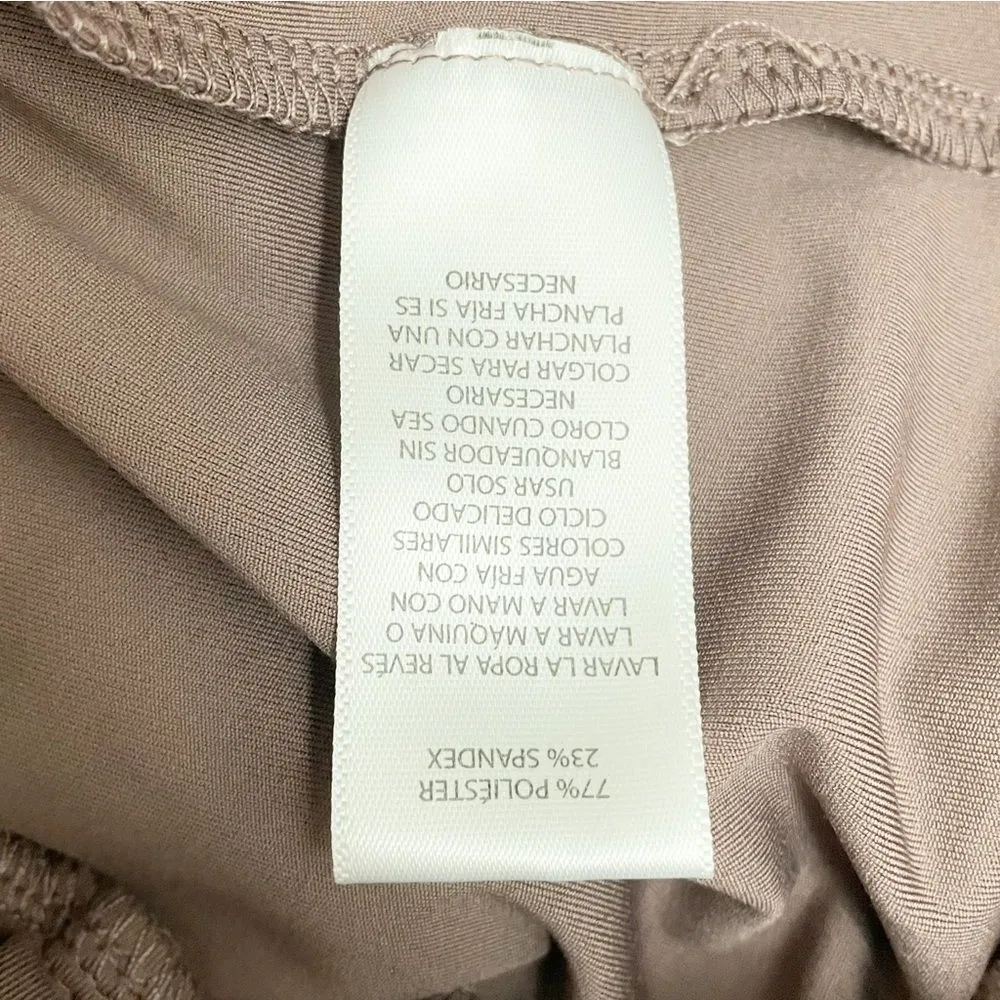 77% POLIÉSTER
23% SPANDEX
LAVAR LA ROPA AL REVÉS
LAVAR A MÁQUINA O
LAVAR A MANO CON
AGUA FRÍA CON
COLORES SIMILARES
CICLO DELICADO
USAR SOLO
BLANQUEADOR SIN
CLORO CUANDO SEA
NECESARIO
COLGAR PARA SECAR
PLANCHAR CON UNA
PLANCHA FRÍA SI ES
NECESARIO